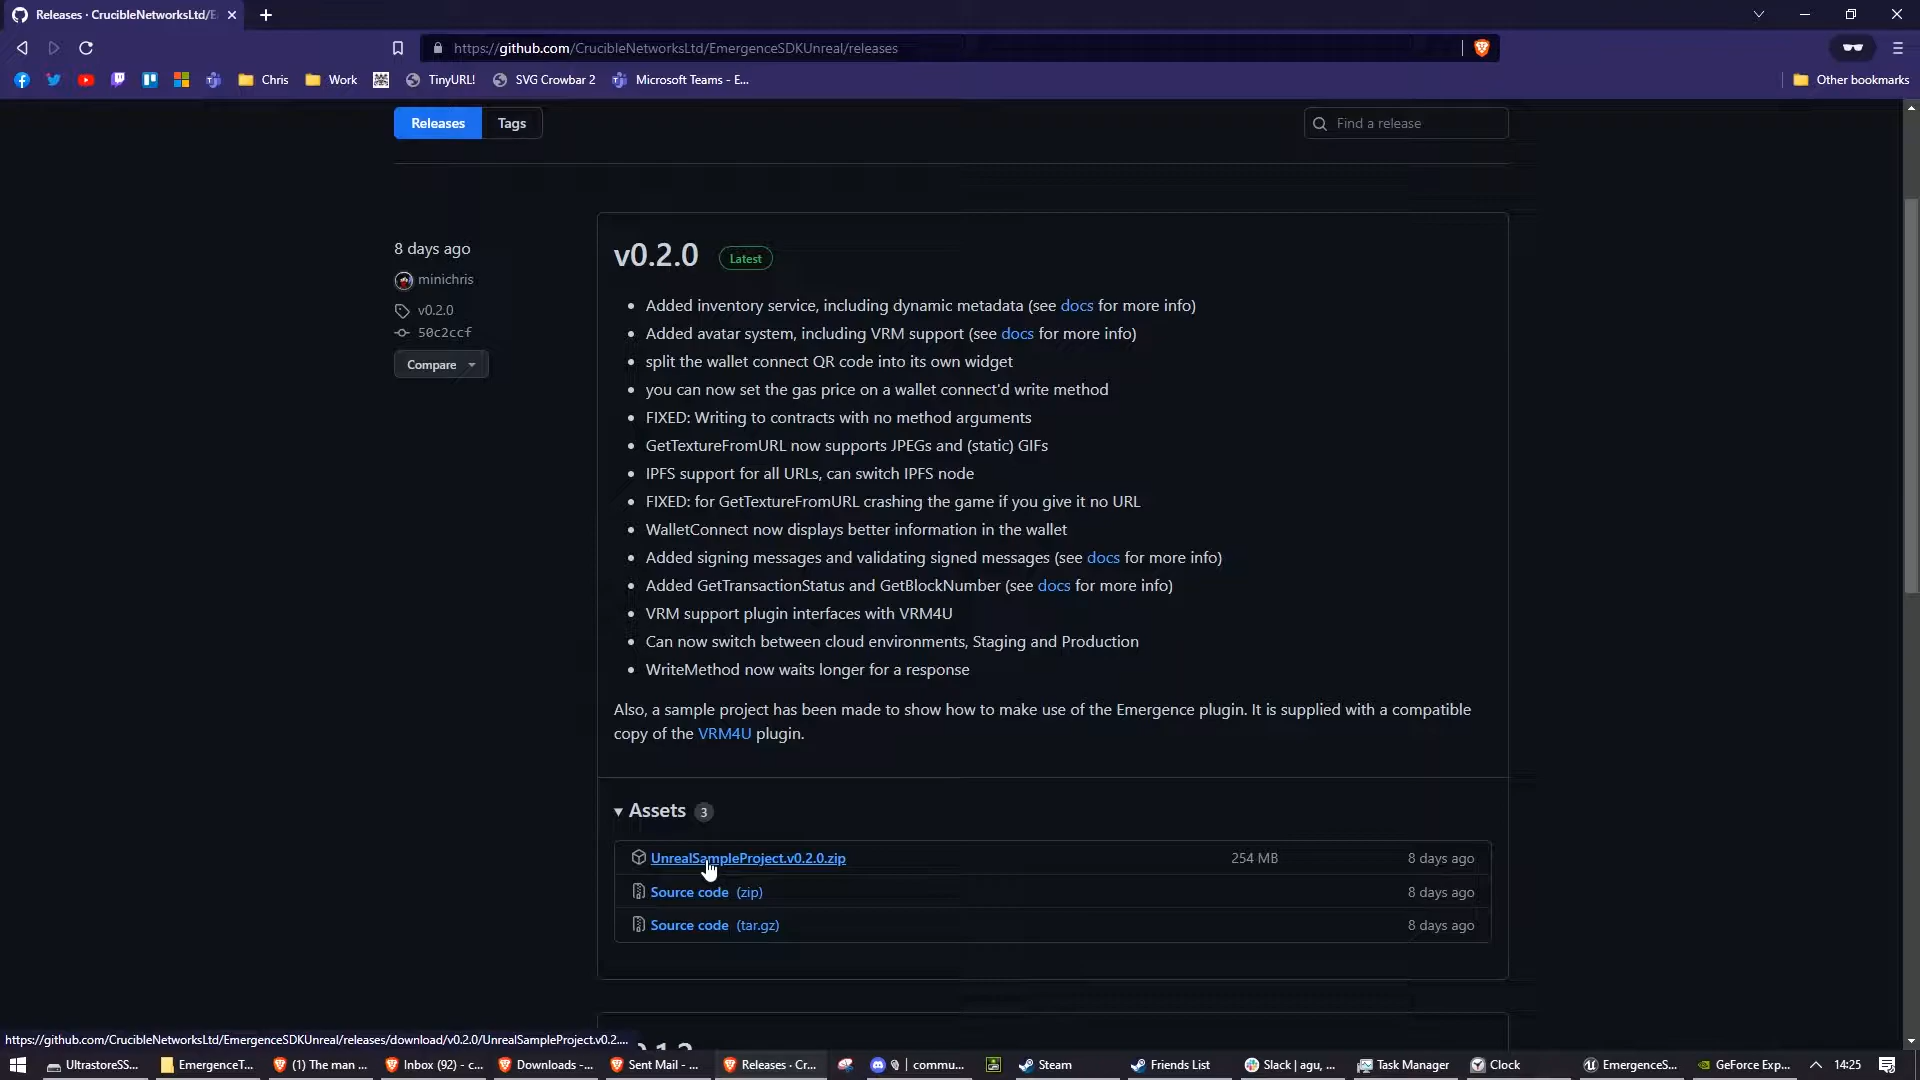 Releases · CrucibleNetworksLtd/E
https://github.com/CrucibleNetworksLtd/EmergenceSDKUnreal/releases
Chris
Work
TinyURL!
SVG Crowbar 2
Microsoft Teams - E...
Other bookmarks
Releases
Tags
Find a release
8 days ago
minichris
v0.2.0
50c2ccf
Compare
v0.2.0
Latest
Added inventory service, including dynamic metadata (see docs for more info)
Added avatar system, including VRM support (see docs for more info)
split the wallet connect QR code into its own widget
you can now set the gas price on a wallet connect'd write method
FIXED: Writing to contracts with no method arguments
GetTextureFromURL now supports JPEGs and (static) GIFs
IPFS support for all URLs, can switch IPFS node
FIXED: for GetTextureFromURL crashing the game if you give it no URL
WalletConnect now displays better information in the wallet
Added signing messages and validating signed messages (see docs for more info)
Added GetTransactionStatus and GetBlockNumber (see docs for more info)
VRM support plugin interfaces with VRM4U
Can now switch between cloud environments, Staging and Production
WriteMethod now waits longer for a response
Also, a sample project has been made to show how to make use of the Emergence plugin. It is supplied with a compatible
copy of the VRM4U plugin.
Assets 3
UnrealSampleProject.v0.2.0.zip 254 MB 8 days ago
Source code (zip) 8 days ago
Source code (tar.gz) 8 days ago
https://github.com/CrucibleNetworksLtd/EmergenceSDKUnreal/releases/download/v0.2.0/UnrealSampleProject.v0.2....
UltrastoreSS...
EmergenceT...
(1) The man ...
Inbox (92) - c...
Downloads -...
Sent Mail - ...
Releases · Cr...
| commu...
Steam
Friends List
Slack | agu, ...
Task Manager
Clock
EmergenceS...
GeForce Exp...
14:25